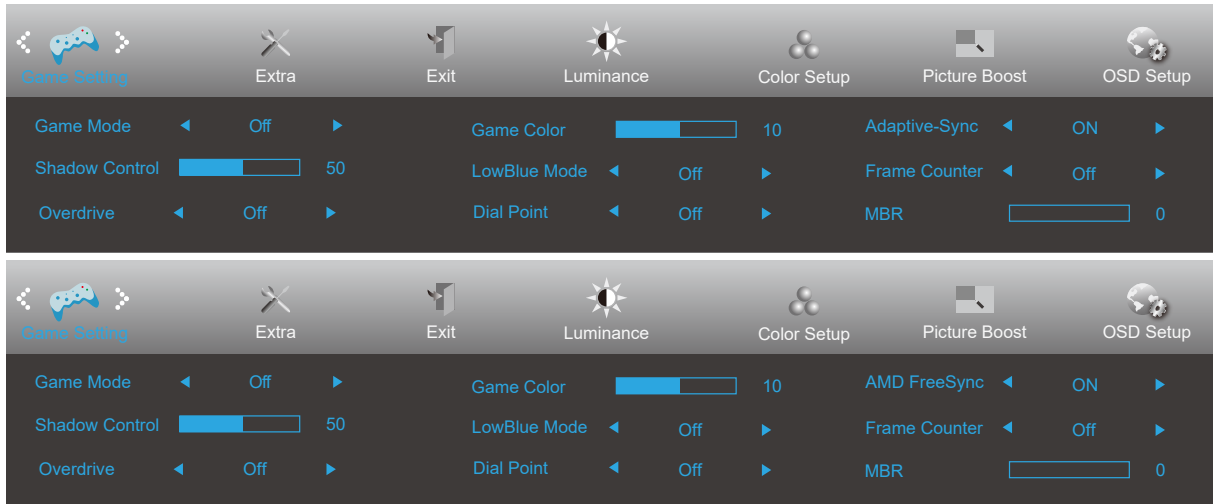 Game Setting Extra Exit Luminance Color Setup Picture Boost OSD Setup
Game Mode Off Game Color 10 Adaptive-Sync ON
Shadow Control 50 LowBlue Mode Off Frame Counter Off
Overdrive Off Dial Point Off MBR 0
Game Setting Extra Exit Luminance Color Setup Picture Boost OSD Setup
Game Mode Off Game Color 10 AMD FreeSync ON
Shadow Control 50 LowBlue Mode Off Frame Counter Off
Overdrive Off Dial Point Off MBR 0